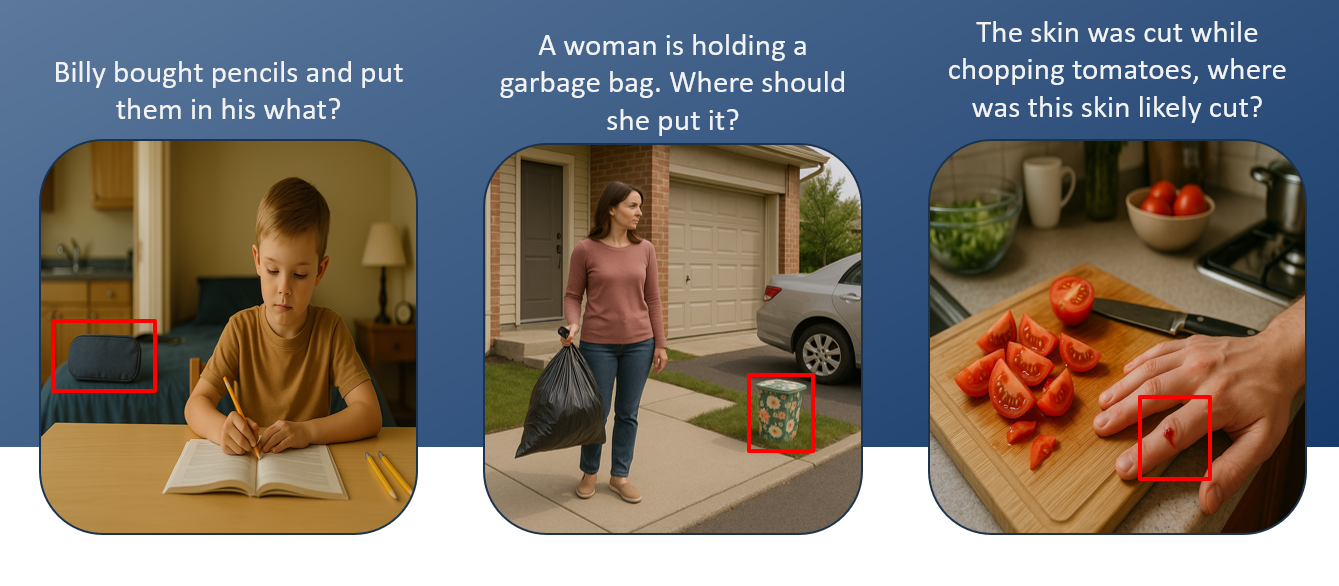 Billy bought pencils and put
them in his what?
A woman is holding a
garbage bag. Where should
she put it?
The skin was cut while
chopping tomatoes, where
was this skin likely cut?